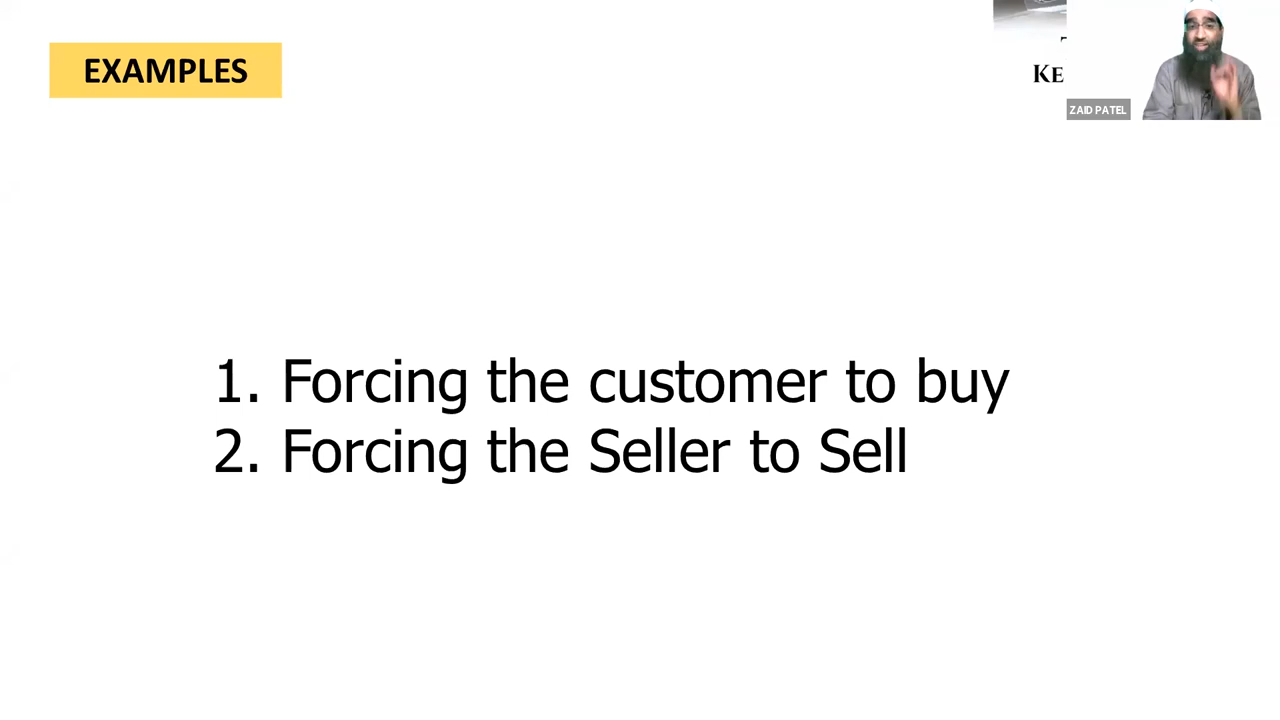 EXAMPLES
KE
ZAID PATEL
1. Forcing the customer to buy
2. Forcing the Seller to Sell